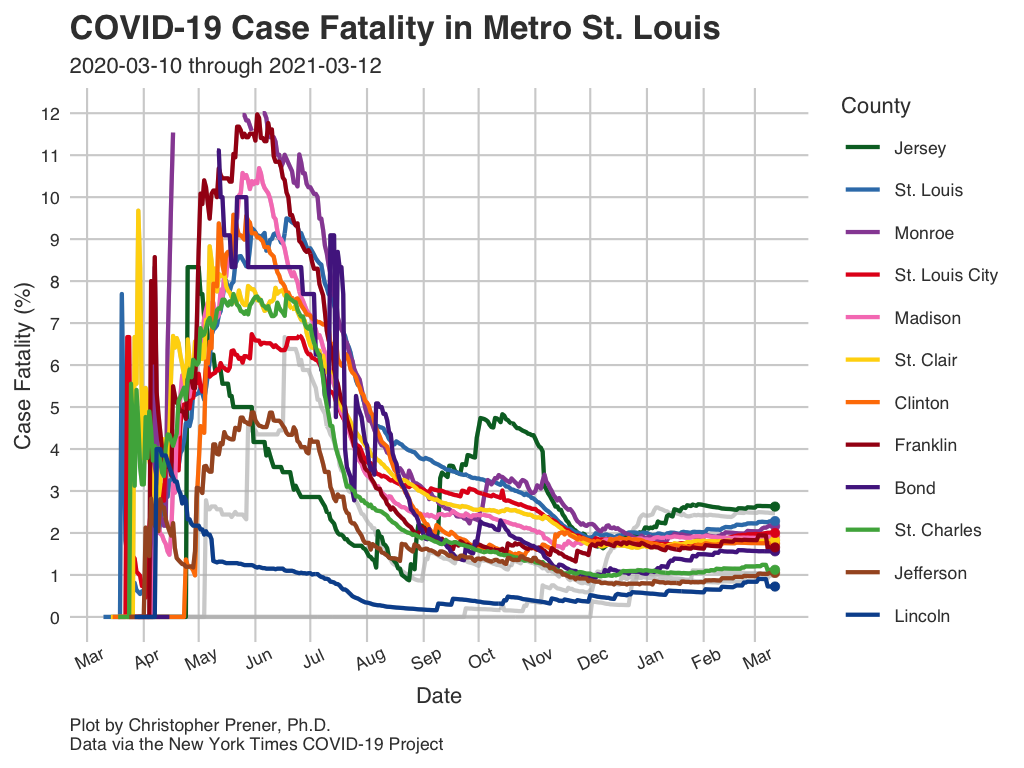 COVID-19 Case Fatality in Metro St. Louis
2020-03-10 through 2021-03-12
Case Fatality (%)
12
11
10
9
8
7
6
5
4
3
2
1
0
Mar Apr May Jun Jul Aug Sep Oct Nov Dec Jan Feb Mar
Date
County
Jersey
St. Louis
Monroe
St. Louis City
Madison
St. Clair
Clinton
Franklin
Bond
St. Charles
Jefferson
Lincoln
Plot by Christopher Prener, Ph.D.
Data via the New York Times COVID-19 Project